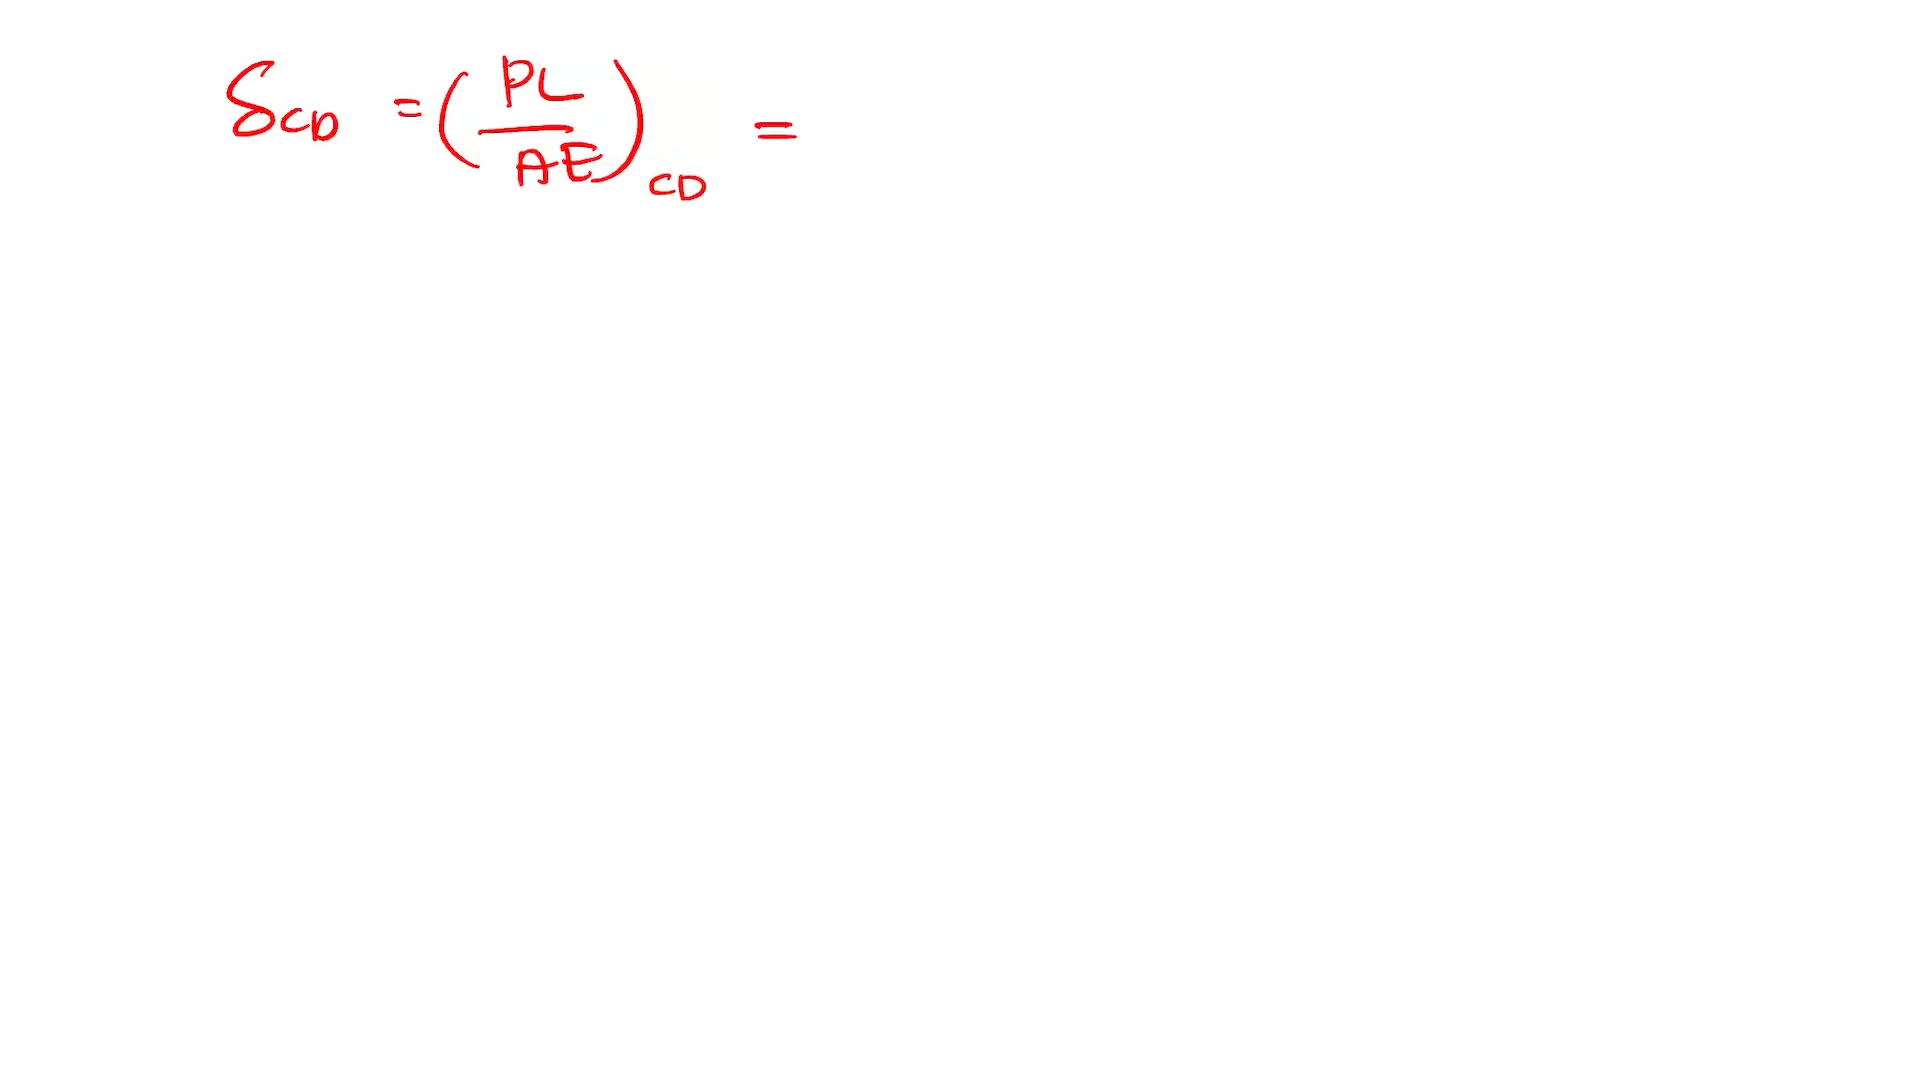 δCD = (PL/AE)CD =